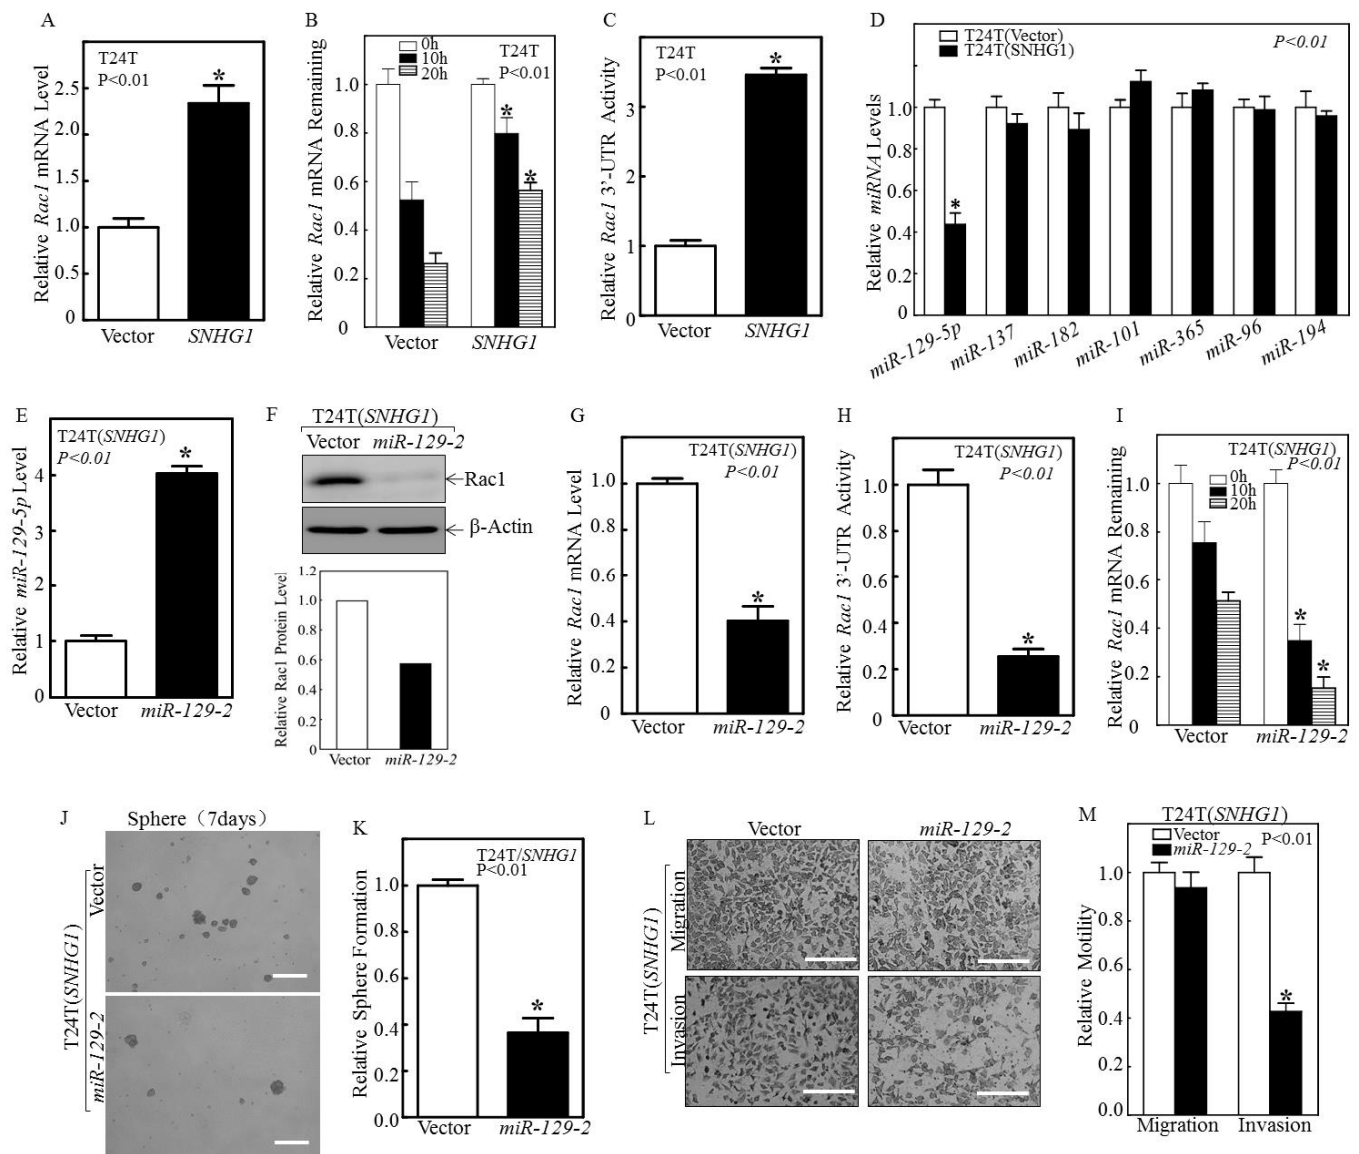 A
Relative Rac1 mRNA Level
T24T
P<0.01
*
2.5
2.0
1.5
1.0
0.5
0
Vector
SNHG1
B
Relative Rac1 mRNA Remaining
0h
10h
20h
T24T
P<0.01
*
*
1.0
0.8
0.6
0.4
0.2
0
Vector
SNHG1
C
Relative Rac1 3'-UTR Activity
T24T
P<0.01
*
4
3
2
1
0
Vector
SNHG1
D
Relative miRNA Levels
T24T(Vector)
T24T(SNHG1)
P<0.01
*
1.0
0.8
0.6
0.4
0.2
0
miR-129-5p
miR-137
miR-182
miR-101
miR-365
miR-96
miR-194
E
Relative miR-129-5p Level
T24T(SNHG1)
P<0.01
*
4
3
2
1
0
Vector
miR-129-2
F
T24T(SNHG1)
Vector miR-129-2
Rac1
β-Actin
Relative Rac1 Protein Level
1.2
1.0
0.8
0.6
0.4
0.2
0
Vector
miR-129-2
G
Relative Rac1 mRNA Level
T24T(SNHG1)
P<0.01
*
1.0
0.8
0.6
0.4
0.2
0
Vector
miR-129-2
H
Relative Rac1 3'-UTR Activity
T24T(SNHG1)
P<0.01
*
1.0
0.8
0.6
0.4
0.2
0
Vector
miR-129-2
I
Relative Rac1 mRNA Remaining
T24T(SNHG1)
P<0.01
0h
10h
20h
*
*
1.0
0.8
0.6
0.4
0.2
0
Vector
miR-129-2
J
Sphere（7days）
T24T(SNHG1)
Vector
miR-129-2
K
Relative Sphere Formation
T24T/SNHG1
P<0.01
*
1.0
0.8
0.6
0.4
0.2
0.0
Vector
miR-129-2
L
Vector
miR-129-2
T24T(SNHG1)
Migration
Invasion
M
T24T(SNHG1)
Vector
miR-129-2
P<0.01
*
Relative Motility
1.0
0.8
0.6
0.4
0.2
0.0
Migration
Invasion